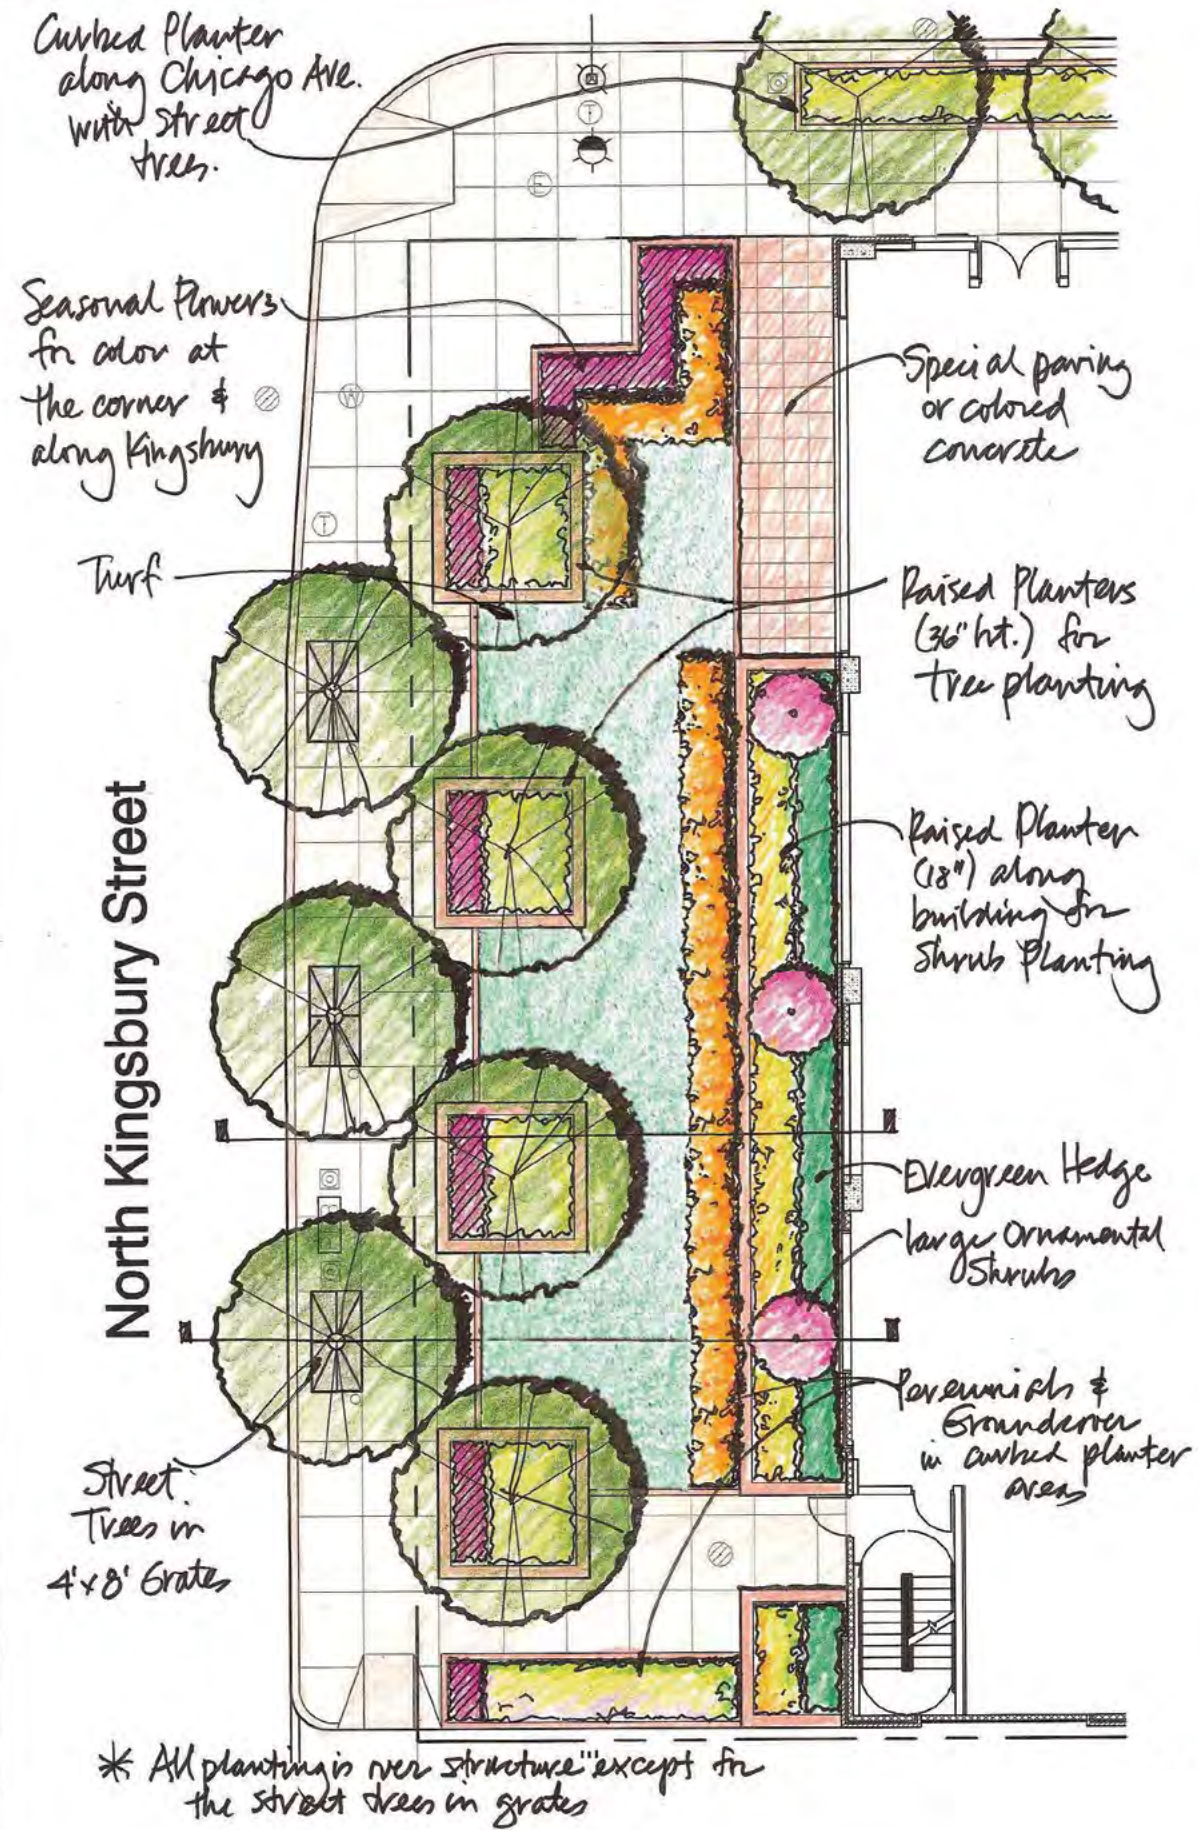 Curbed Planter
along Chicago Ave.
with street
trees.
Seasonal Flowers
for color at
the corner &
along Kingsbury
Turf
North Kingsbury Street
Street
Trees in
4'x8' Grates
Special paving
or colored
concrete
Raised Planters
(36" ht.) for
tree planting
Raised Planter
(18") along
building for
Shrub Planting
Evergreen Hedge
Large Ornamental
Shrubs
Perennials &
Groundcover
in curbed planter
areas
E
T
W
T
* All planting is over structure "" except for
the street trees in grates